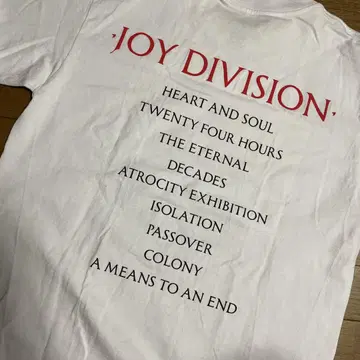 JOY DIVISION
HEART AND SOUL
TWENTY FOUR HOURS
THE ETERNAL
DECADES
ATROCITY EXHIBITION
ISOLATION
PASSOVER
COLONY
A MEANS TO AN END